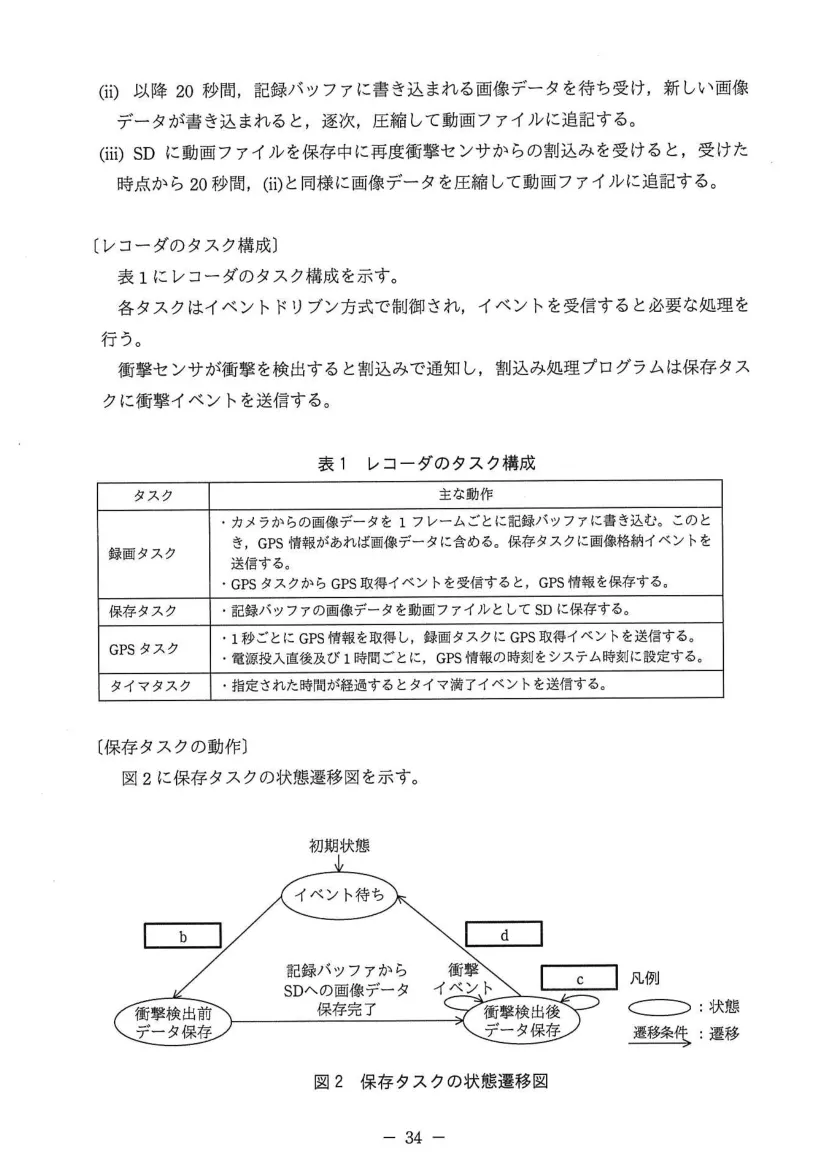 (ii) 以降 20 秒間，記録バッファに書き込まれる画像データを待ち受け，新しい画像
データが書き込まれると，逐次，圧縮して動画ファイルに追記する。
(iii) SD に動画ファイルを保存中に再度衝撃センサからの割込みを受けると，受けた
時点から 20 秒間，(ii)と同様に画像データを圧縮して動画ファイルに追記する。
〔レコーダのタスク構成〕
表 1 にレコーダのタスク構成を示す。
各タスクはイベントドリブン方式で制御され，イベントを受信すると必要な処理を
行う。
衝撃センサが衝撃を検出すると割込みで通知し，割込み処理プログラムは保存タス
クに衝撃イベントを送信する。
表 1 レコーダのタスク構成
タスク 主な動作
録画タスク
・カメラからの画像データを 1 フレームごとに記録バッファに書き込む。このと
き，GPS 情報があれば画像データに含める。保存タスクに画像格納イベントを
送信する。
・GPS タスクから GPS 取得イベントを受信すると，GPS 情報を保存する。
保存タスク ・記録バッファの画像データを動画ファイルとして SD に保存する。
GPS タスク
・1 秒ごとに GPS 情報を取得し，録画タスクに GPS 取得イベントを送信する。
・電源投入直後及び 1 時間ごとに，GPS 情報の時刻をシステム時刻に設定する。
タイマタスク ・指定された時間が経過するとタイマ満了イベントを送信する。
〔保存タスクの動作〕
図 2 に保存タスクの状態遷移図を示す。
初期状態
イベント待ち
b
d
記録バッファから
SDへの画像データ
保存完了
衝撃
イベント
c
凡例
衝撃検出前
データ保存
衝撃検出後
データ保存
：状態
遷移条件 ：遷移
図 2 保存タスクの状態遷移図
− 34 −